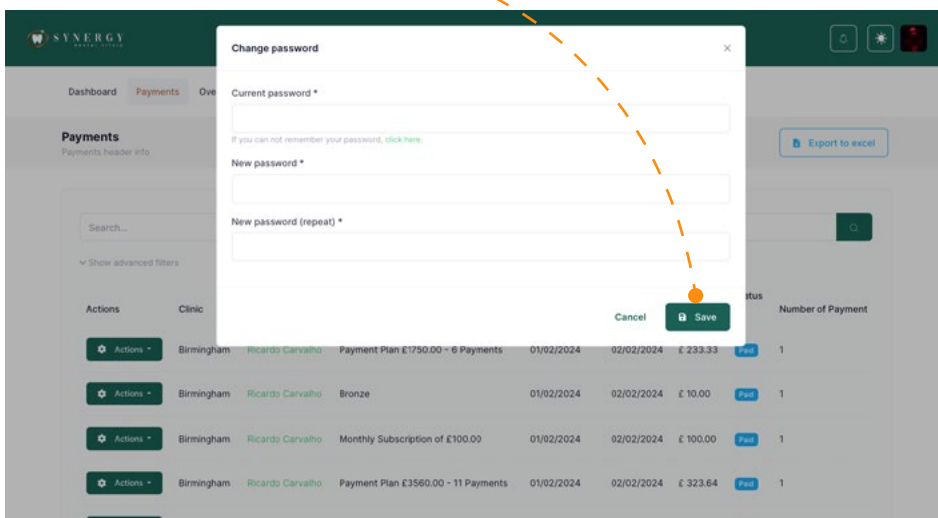 SYNERGY
DENTAL CLINIC
Change password
Dashboard Payments Ove
Current password *
If you can not remember your password, click here.
Payments
Payments header info
Export to excel
New password *
New password (repeat) *
Search...
Show advanced filters
Cancel Save
Actions Clinic atus Number of Payment
Actions Birmingham Ricardo Carvalho Payment Plan £1750.00 - 6 Payments 01/02/2024 02/02/2024 £ 233.33 Paid 1
Actions Birmingham Ricardo Carvalho Bronze 01/02/2024 02/02/2024 £ 10.00 Paid 1
Actions Birmingham Ricardo Carvalho Monthly Subscription of £100.00 01/02/2024 02/02/2024 £ 100.00 Paid 1
Actions Birmingham Ricardo Carvalho Payment Plan £3560.00 - 11 Payments 01/02/2024 02/02/2024 £ 323.64 Paid 1